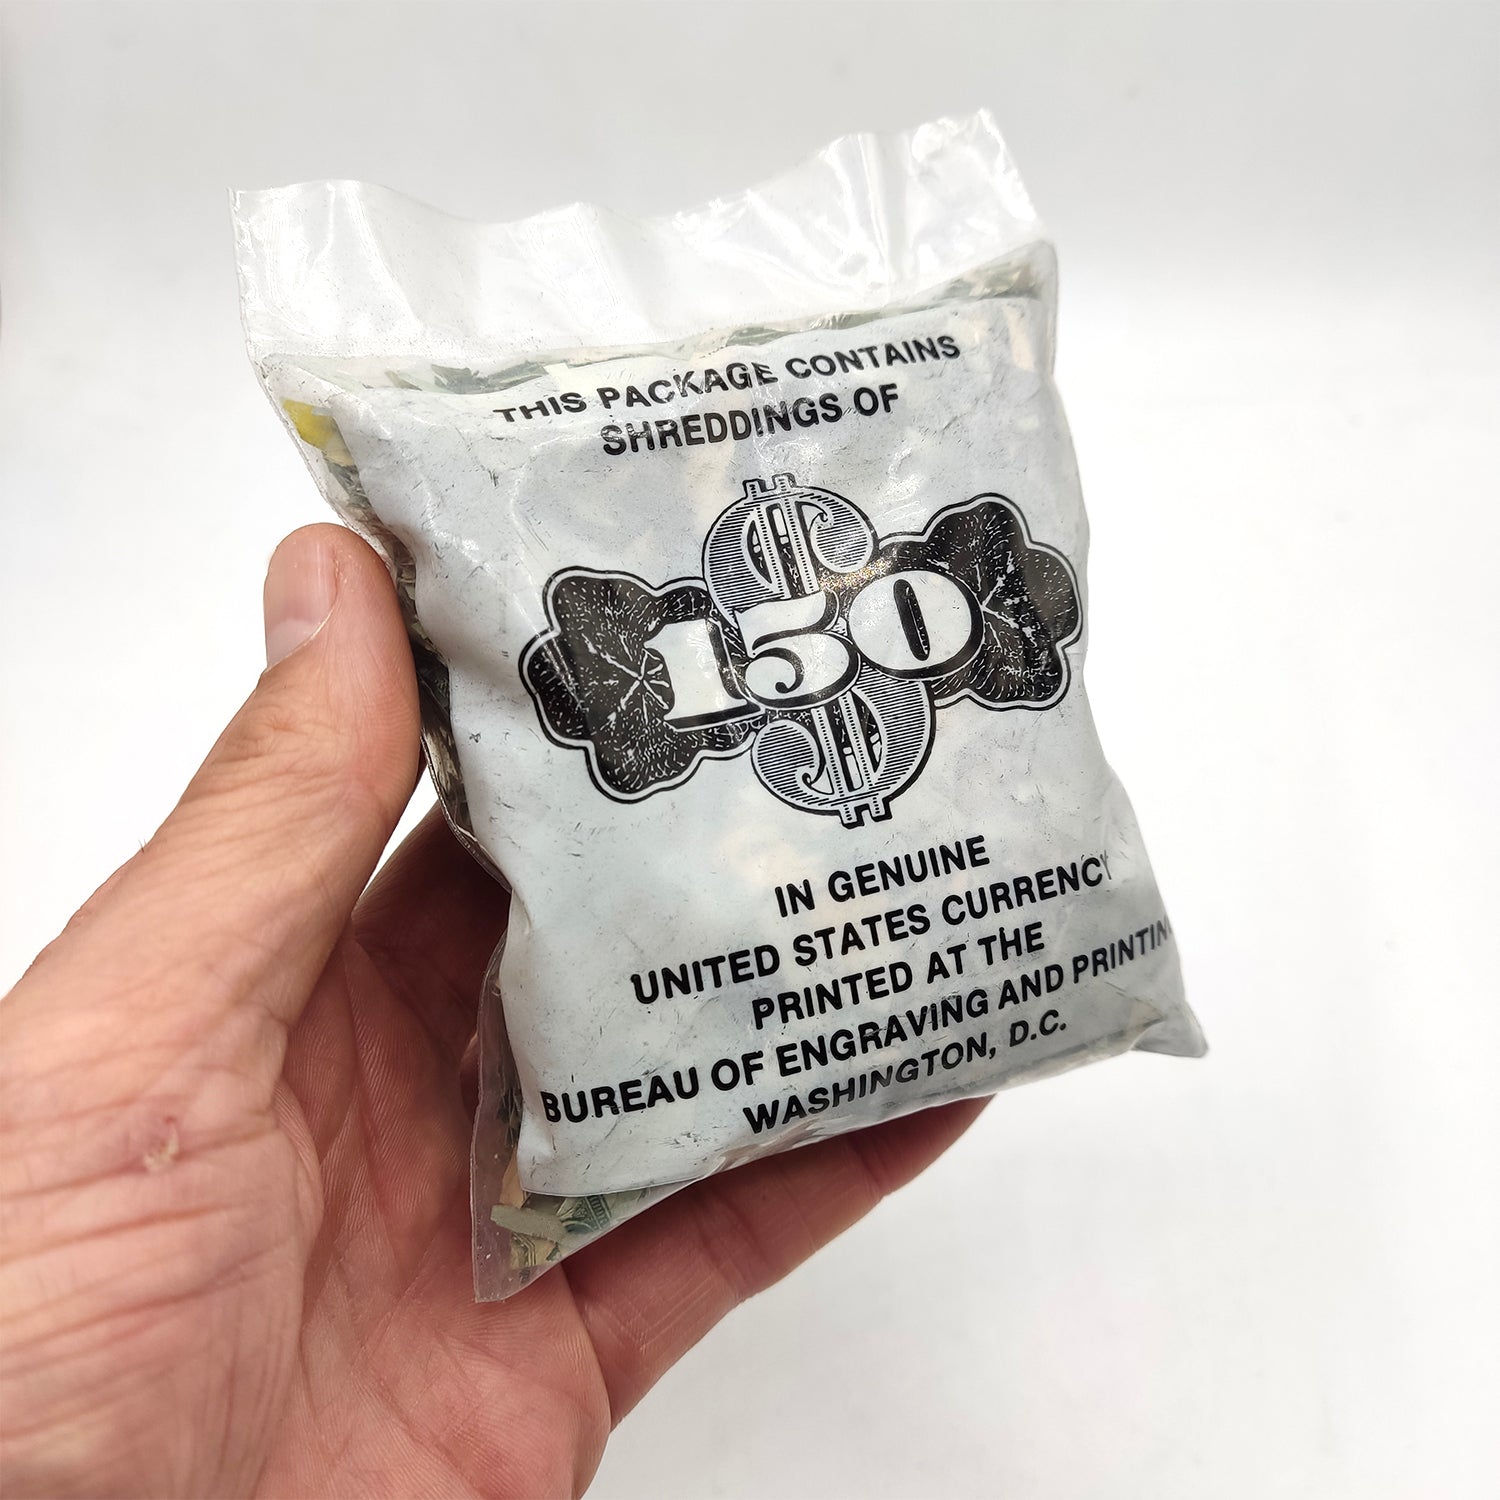 THIS PACKAGE CONTAINS
SHREDDINGS OF
$150
IN GENUINE
UNITED STATES CURRENCY
PRINTED AT THE
BUREAU OF ENGRAVING AND PRINTING
WASHINGTON, D.C.